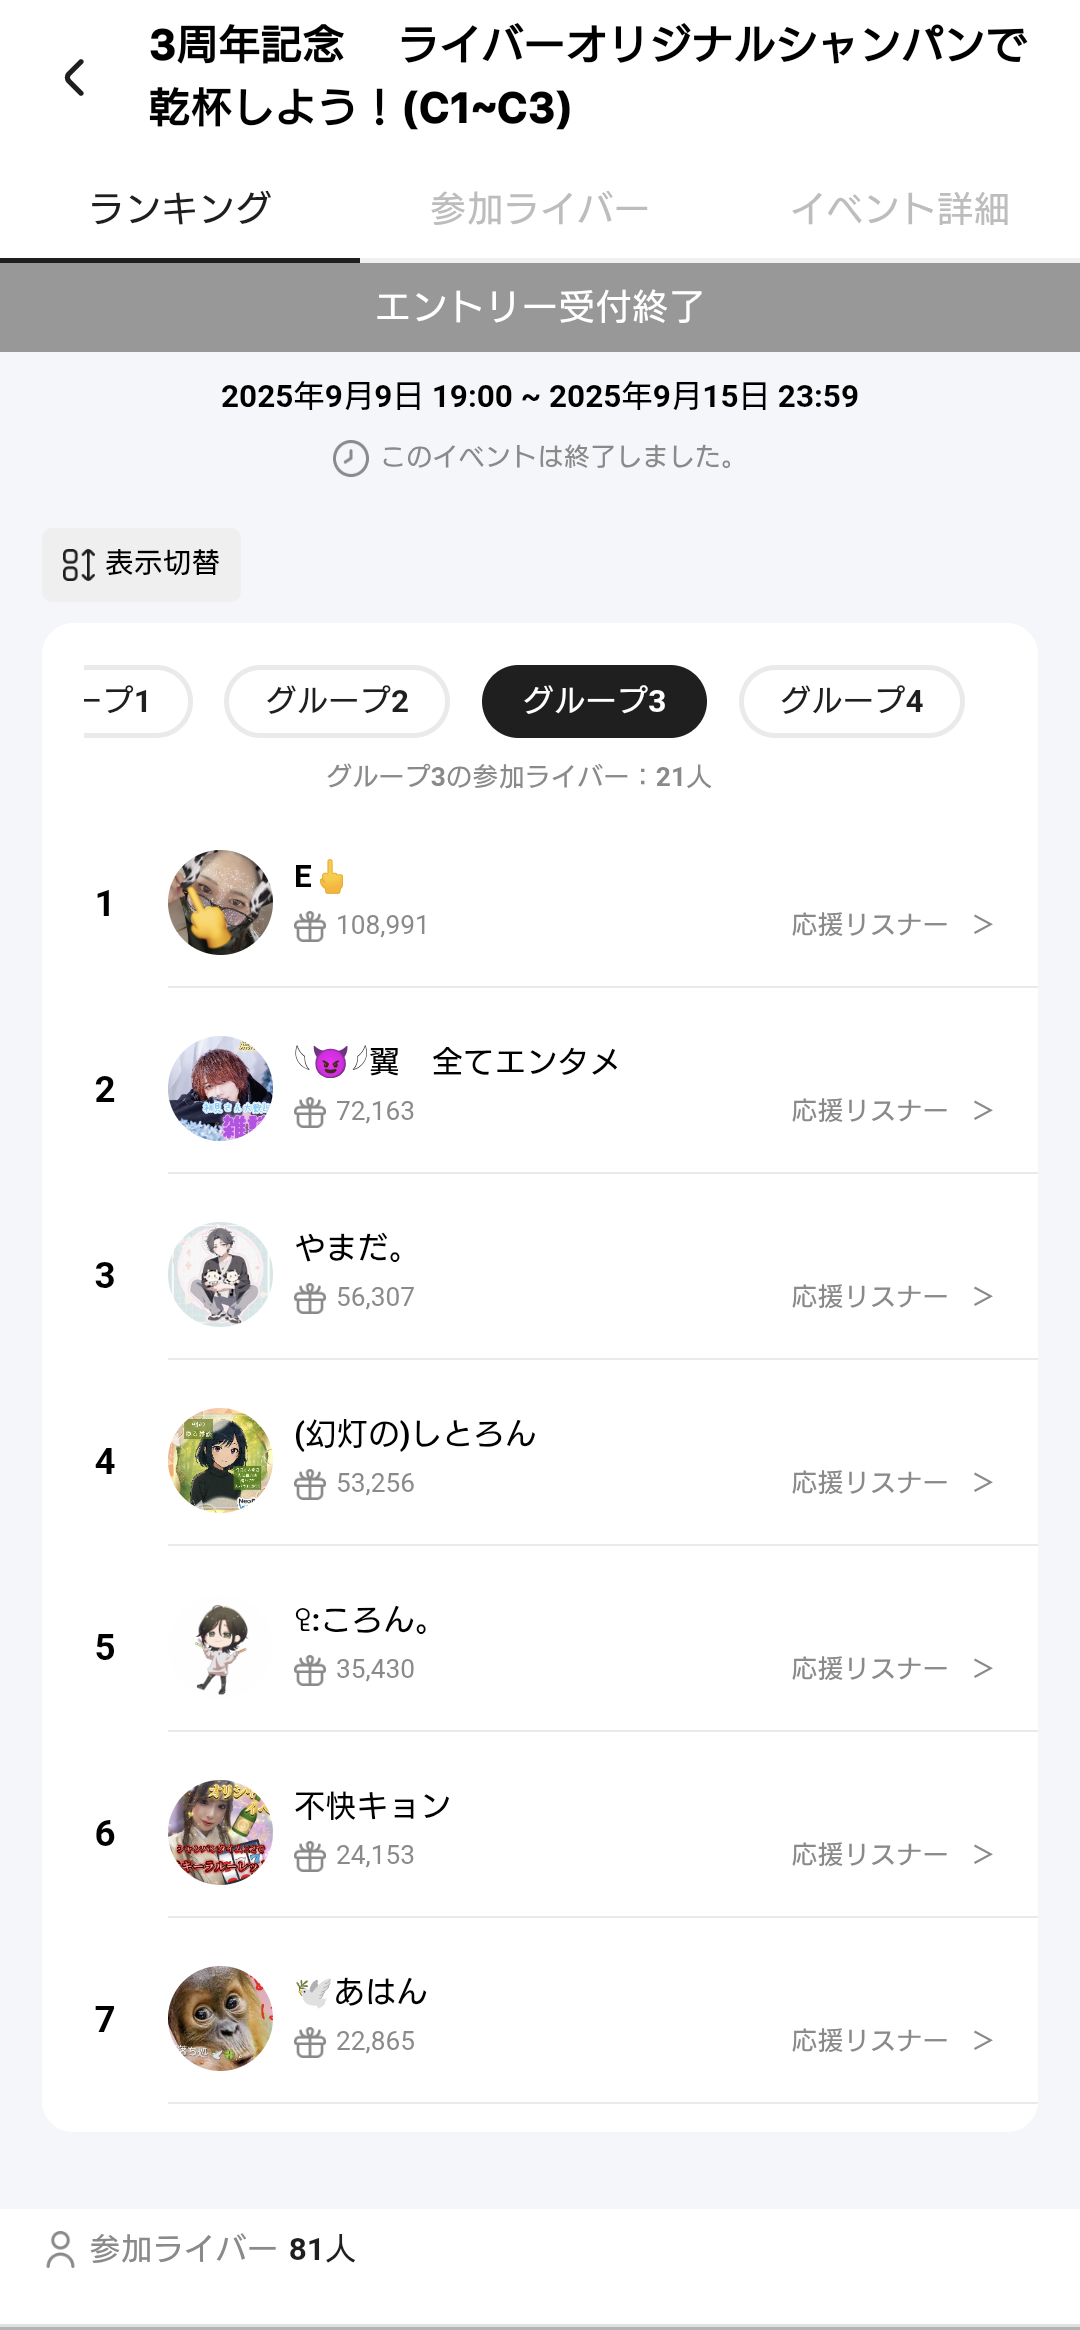 3周年記念　ライバーオリジナルシャンパンで
乾杯しよう！(C1~C3)
ランキング
参加ライバー
イベント詳細
エントリー受付終了
2025年9月9日 19:00 ~ 2025年9月15日 23:59
このイベントは終了しました。
表示切替
ープ1
グループ2
グループ3
グループ4
グループ3の参加ライバー：21人
1
E🖕
108,991
応援リスナー >
2
😈翼　全てエンタメ
72,163
応援リスナー >
3
やまだ。
56,307
応援リスナー >
4
(幻灯の)しとろん
53,256
応援リスナー >
5
:ころん。
35,430
応援リスナー >
6
不快キョン
24,153
応援リスナー >
7
🕊️あはん
22,865
応援リスナー >
参加ライバー 81人